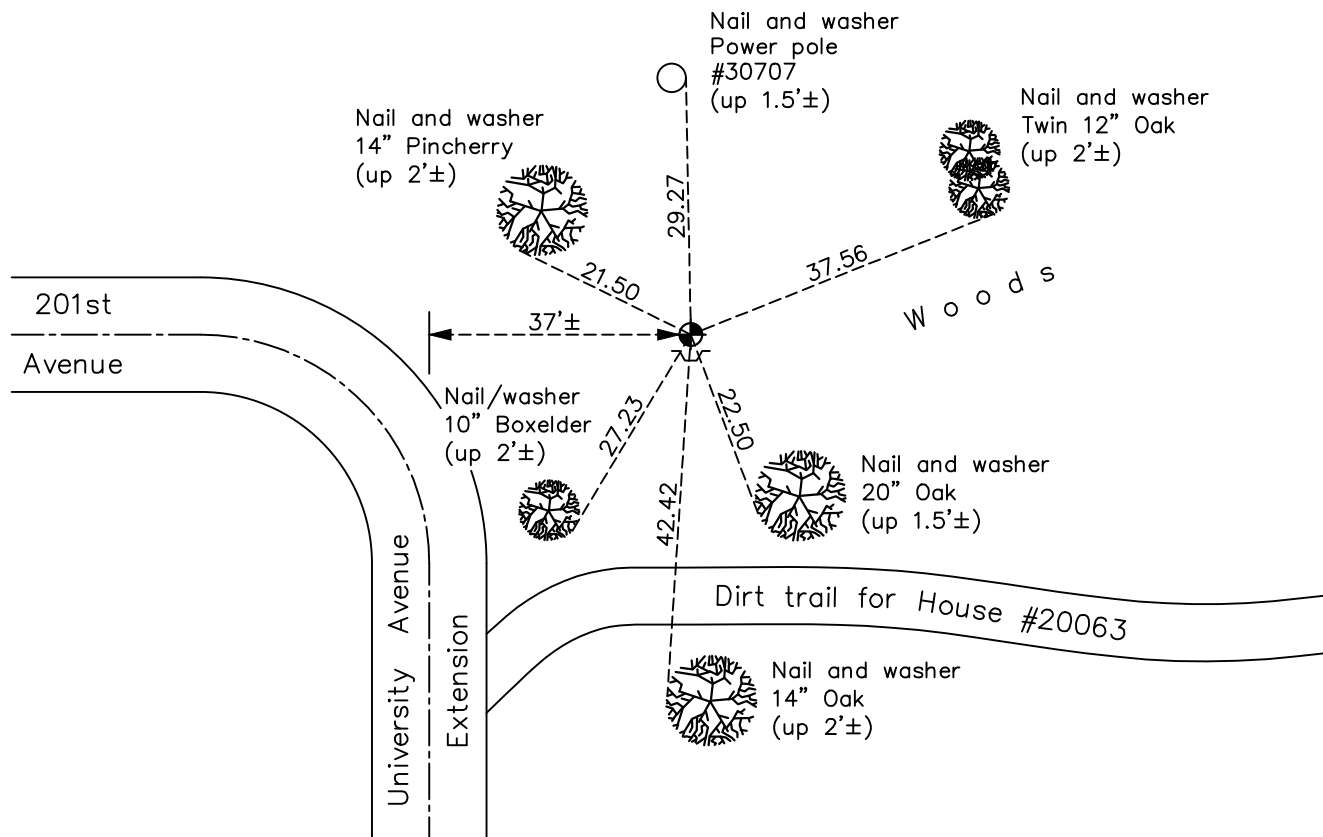 Nail and washer
Power pole
#30707
(up 1.5'±)
Nail and washer
Twin 12" Oak
(up 2'±)
Nail and washer
14" Pincherry
(up 2'±)
29.27
21.50
37.56
Woods
201st
Avenue
37'±
Nail/washer
10" Boxelder
(up 2'±)
27.23
22.50
42.42
Nail and washer
20" Oak
(up 1.5'±)
University Avenue
Extension
Dirt trail for House #20063
Nail and washer
14" Oak
(up 2'±)